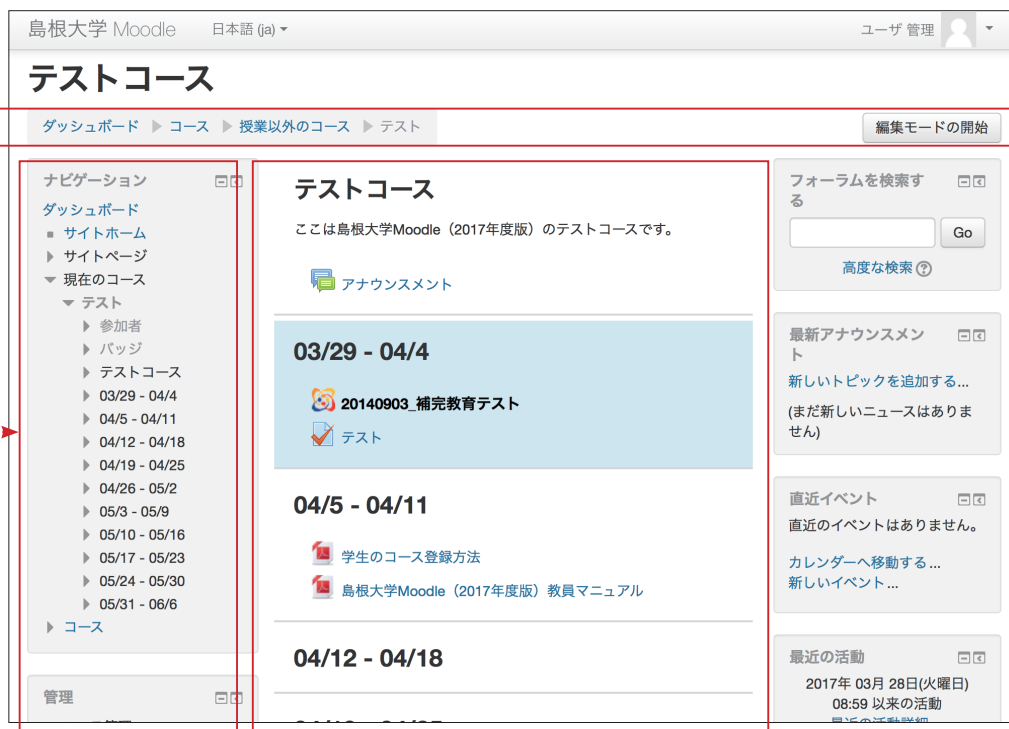 島根大学 Moodle 日本語 (ja)
ユーザ 管理
テストコース
ダッシュボード コース 授業以外のコース テスト
編集モードの開始
ナビゲーション
ダッシュボード
サイトホーム
サイトページ
現在のコース
テスト
参加者
バッジ
テストコース
03/29 - 04/4
04/5 - 04/11
04/12 - 04/18
04/19 - 04/25
04/26 - 05/2
05/3 - 05/9
05/10 - 05/16
05/17 - 05/23
05/24 - 05/30
05/31 - 06/6
コース
管理
テストコース
ここは島根大学Moodle（2017年度版）のテストコースです。
アナウンスメント
03/29 - 04/4
20140903_補完教育テスト
テスト
04/5 - 04/11
学生のコース登録方法
島根大学Moodle（2017年度版）教員マニュアル
04/12 - 04/18
フォーラムを検索す
る
Go
高度な検索
最新アナウンスメン
ト
新しいトピックを追加する...
(まだ新しいニュースはありま
せん)
直近イベント
直近のイベントはありません。
カレンダーへ移動する ...
新しいイベント ...
最近の活動
2017年 03月 28日(火曜日)
08:59 以来の活動